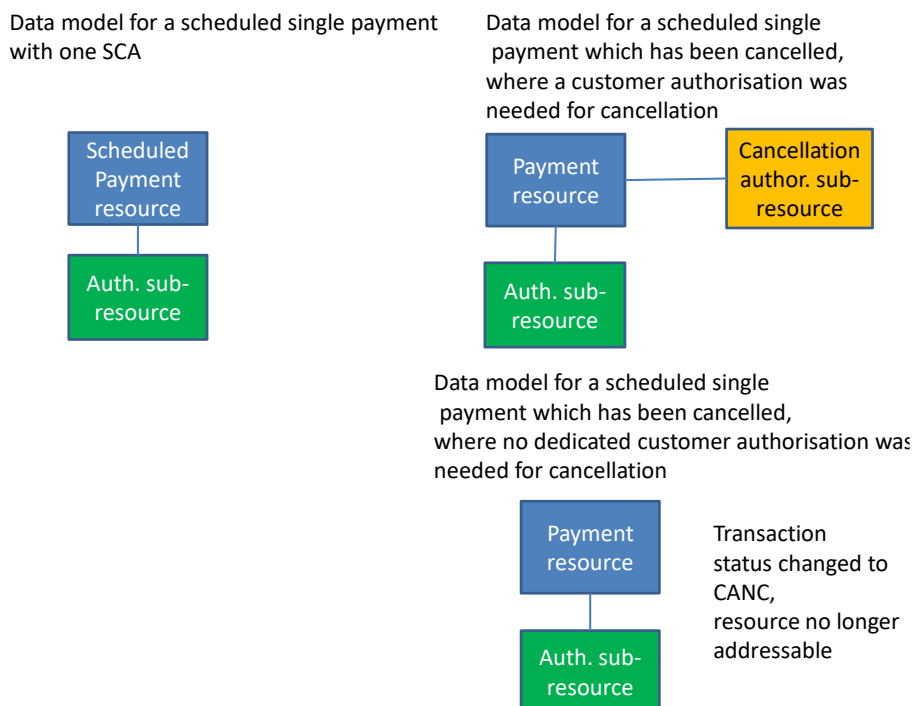 Data model for a scheduled single payment
with one SCA
Scheduled
Payment
resource
Auth. sub-
resource
Data model for a scheduled single
payment which has been cancelled,
where a customer authorisation was
needed for cancellation
Payment
resource
Cancellation
author. sub-
resource
Auth. sub-
resource
Data model for a scheduled single
payment which has been cancelled,
where no dedicated customer authorisation was
needed for cancellation
Payment
resource
Auth. sub-
resource
Transaction
status changed to
CANC,
resource no longer
addressable